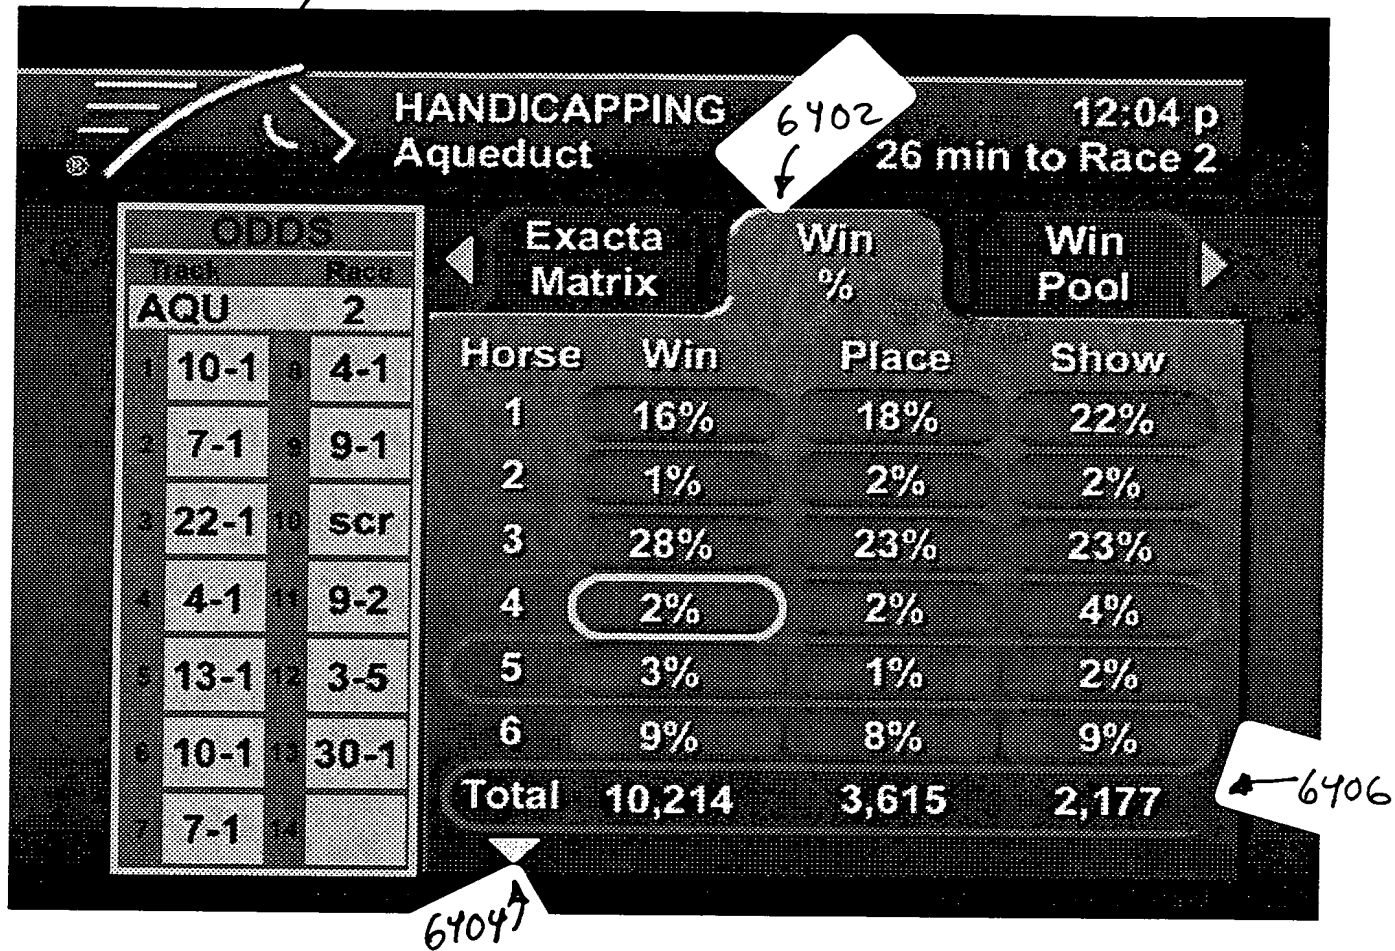 HANDICAPPING
Aqueduct
12:04 p
26 min to Race 2
6402
ODDS
Track Race
AQU 2
1 10-1 8 4-1
2 7-1 9 9-1
3 22-1 10 scr
4 4-1 11 9-2
5 13-1 12 3-5
6 10-1 13 30-1
7 7-1 14
Exacta
Matrix
Win
%
Win
Pool
Horse Win Place Show
1 16% 18% 22%
2 1% 2% 2%
3 28% 23% 23%
4 2% 2% 4%
5 3% 1% 2%
6 9% 8% 9%
Total 10,214 3,615 2,177
6406
6404
®